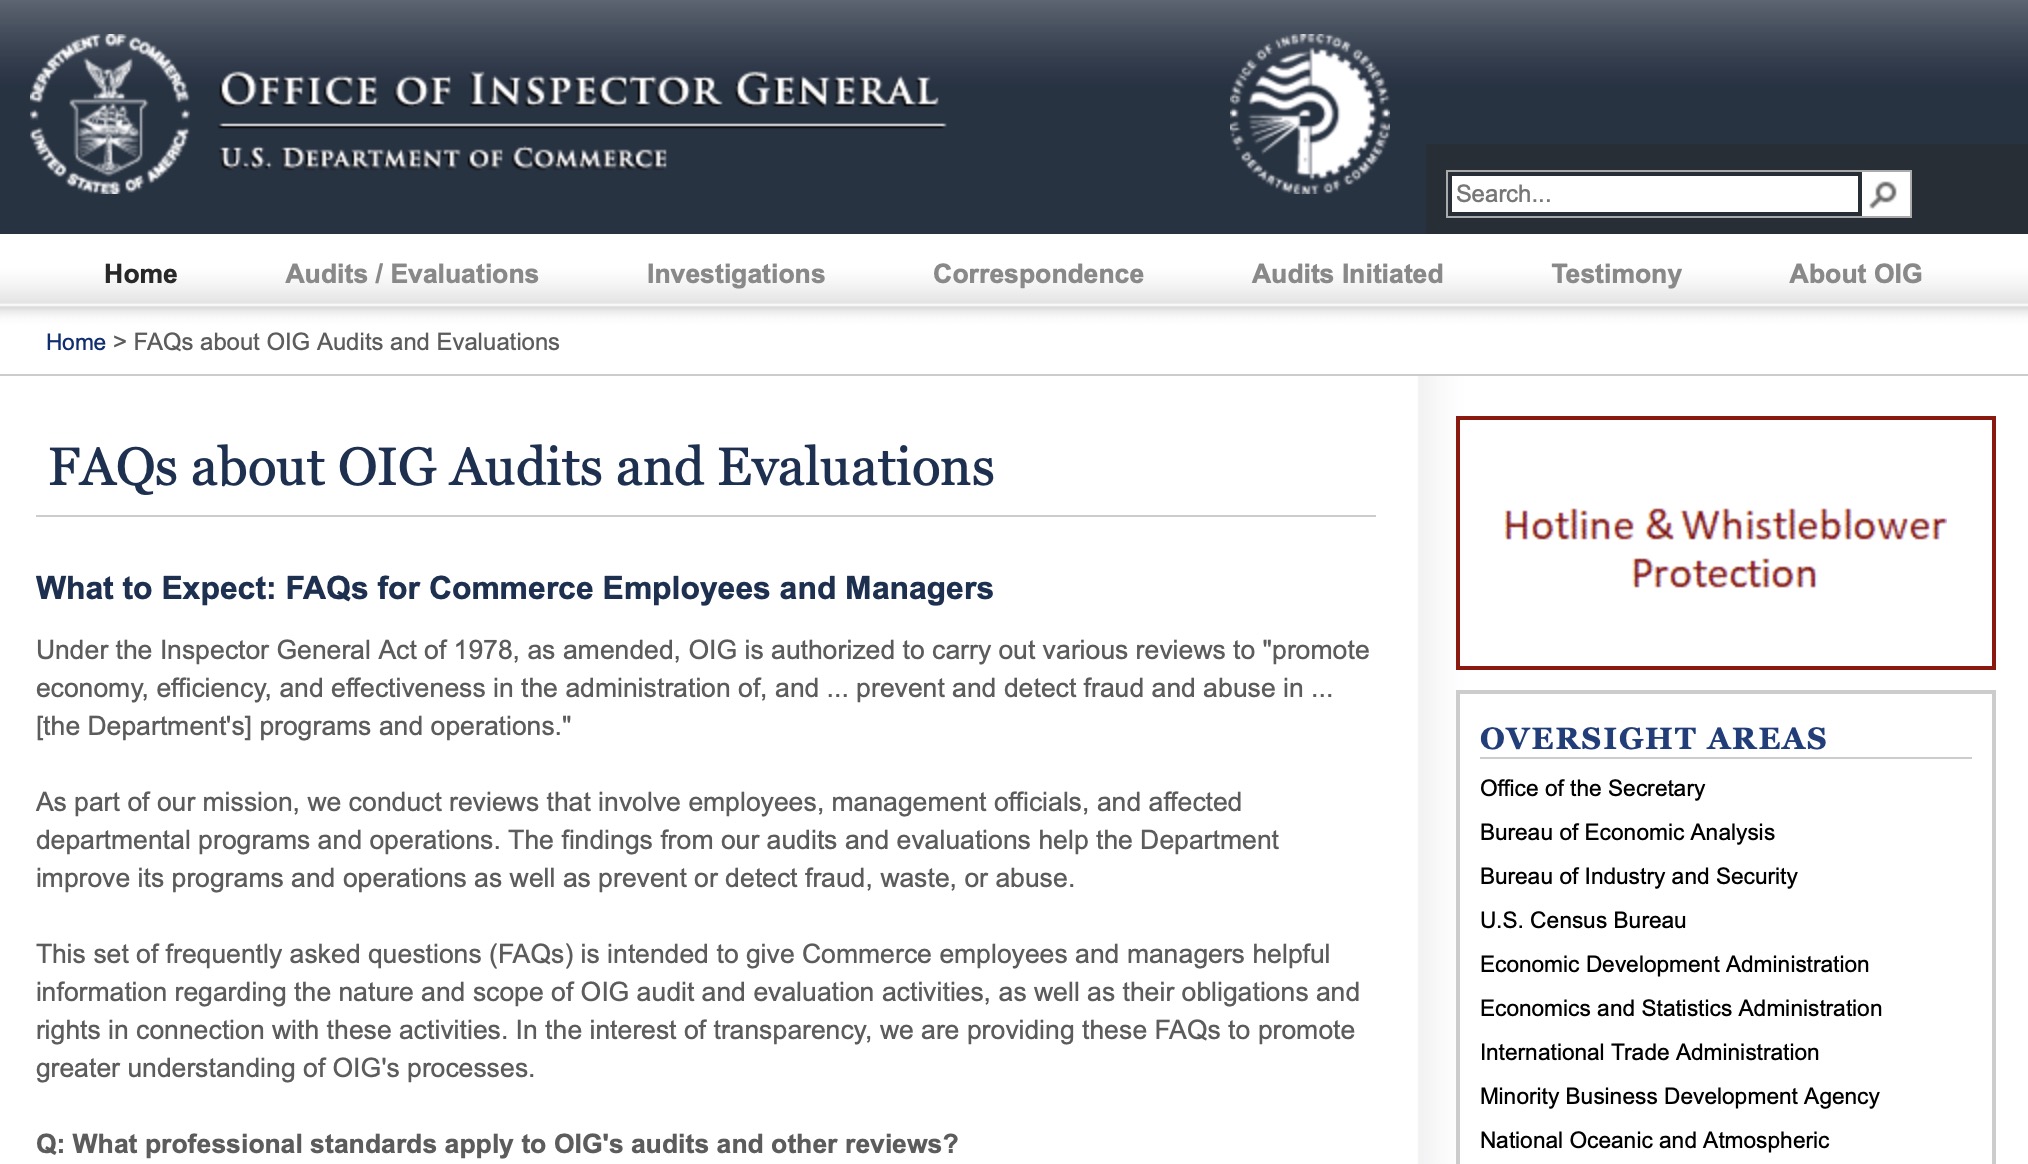 DEPARTMENT OF COMMERCE
UNITED STATES OF AMERICA
OFFICE OF INSPECTOR GENERAL
U.S. DEPARTMENT OF COMMERCE
OFFICE OF INSPECTOR GENERAL
U.S. DEPARTMENT OF COMMERCE
Search...
Home
Audits / Evaluations
Investigations
Correspondence
Audits Initiated
Testimony
About OIG
Home > FAQs about OIG Audits and Evaluations
FAQs about OIG Audits and Evaluations
What to Expect: FAQs for Commerce Employees and Managers
Under the Inspector General Act of 1978, as amended, OIG is authorized to carry out various reviews to "promote
economy, efficiency, and effectiveness in the administration of, and ... prevent and detect fraud and abuse in ...
[the Department's] programs and operations."
As part of our mission, we conduct reviews that involve employees, management officials, and affected
departmental programs and operations. The findings from our audits and evaluations help the Department
improve its programs and operations as well as prevent or detect fraud, waste, or abuse.
This set of frequently asked questions (FAQs) is intended to give Commerce employees and managers helpful
information regarding the nature and scope of OIG audit and evaluation activities, as well as their obligations and
rights in connection with these activities. In the interest of transparency, we are providing these FAQs to promote
greater understanding of OIG's processes.
Q: What professional standards apply to OIG's audits and other reviews?
Hotline & Whistleblower
Protection
OVERSIGHT AREAS
Office of the Secretary
Bureau of Economic Analysis
Bureau of Industry and Security
U.S. Census Bureau
Economic Development Administration
Economics and Statistics Administration
International Trade Administration
Minority Business Development Agency
National Oceanic and Atmospheric